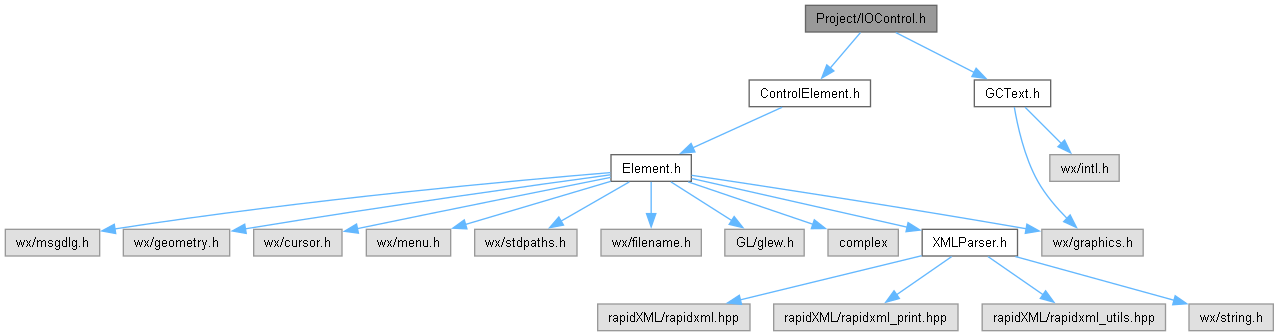 Project/IOControl.h
ControlElement.h
GCText.h
Element.h
wx/intl.h
wx/msgdlg.h
wx/geometry.h
wx/cursor.h
wx/menu.h
wx/stdpaths.h
wx/filename.h
GL/glew.h
complex
XMLParser.h
wx/graphics.h
rapidXML/rapidxml.hpp
rapidXML/rapidxml_print.hpp
rapidXML/rapidxml_utils.hpp
wx/string.h